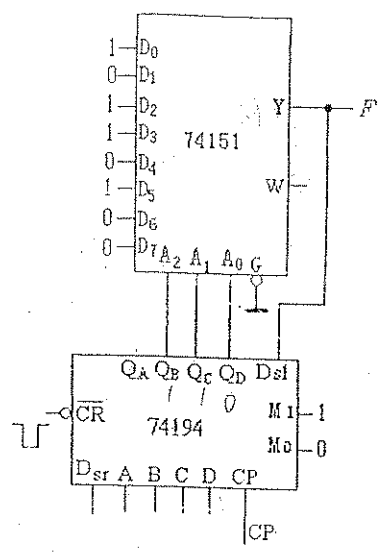 1 D0
0 D1
1 D2
1 D3
0 D4
1 D5
0 D6
0 D7
Y F
74151
W
A2 A1 A0 G
QA QB QC QD Dsl
1 1 0
CR
74194
M1 1
M0 0
Dsr A B C D CP
CP